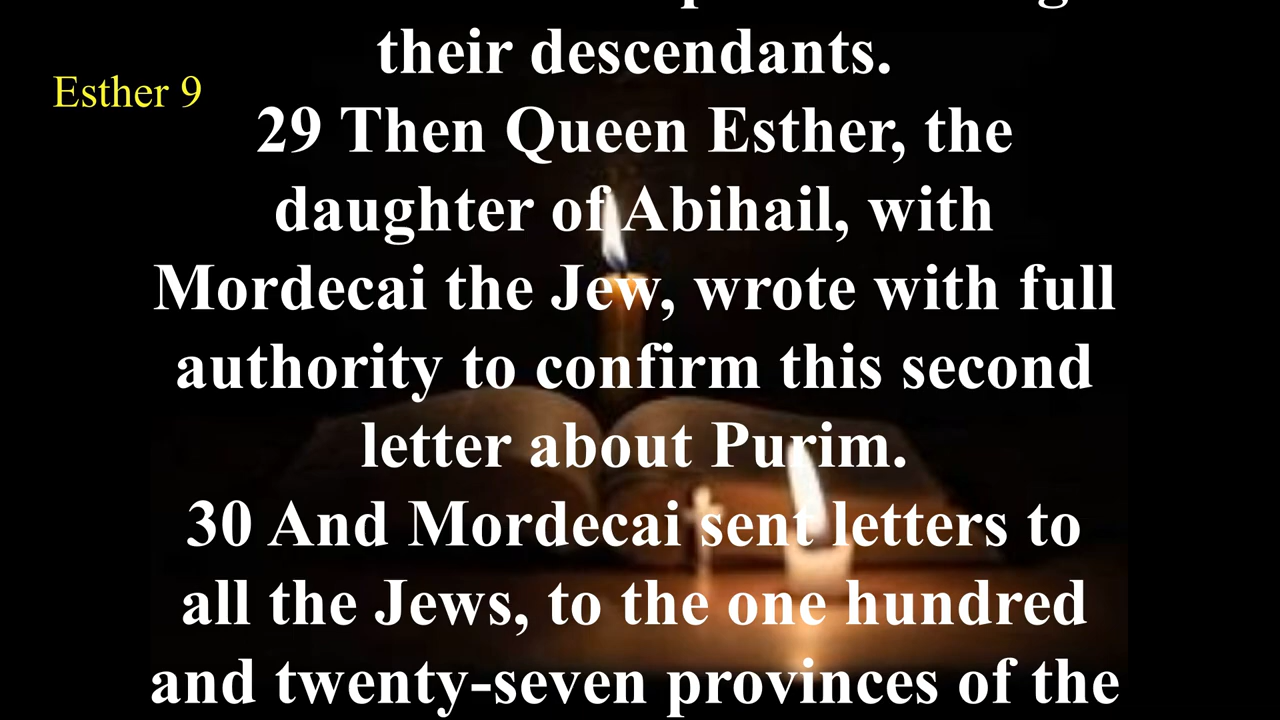 their descendants.
Esther 9
29 Then Queen Esther, the
daughter of Abihail, with
Mordecai the Jew, wrote with full
authority to confirm this second
letter about Purim.
30 And Mordecai sent letters to
all the Jews, to the one hundred
and twenty-seven provinces of the